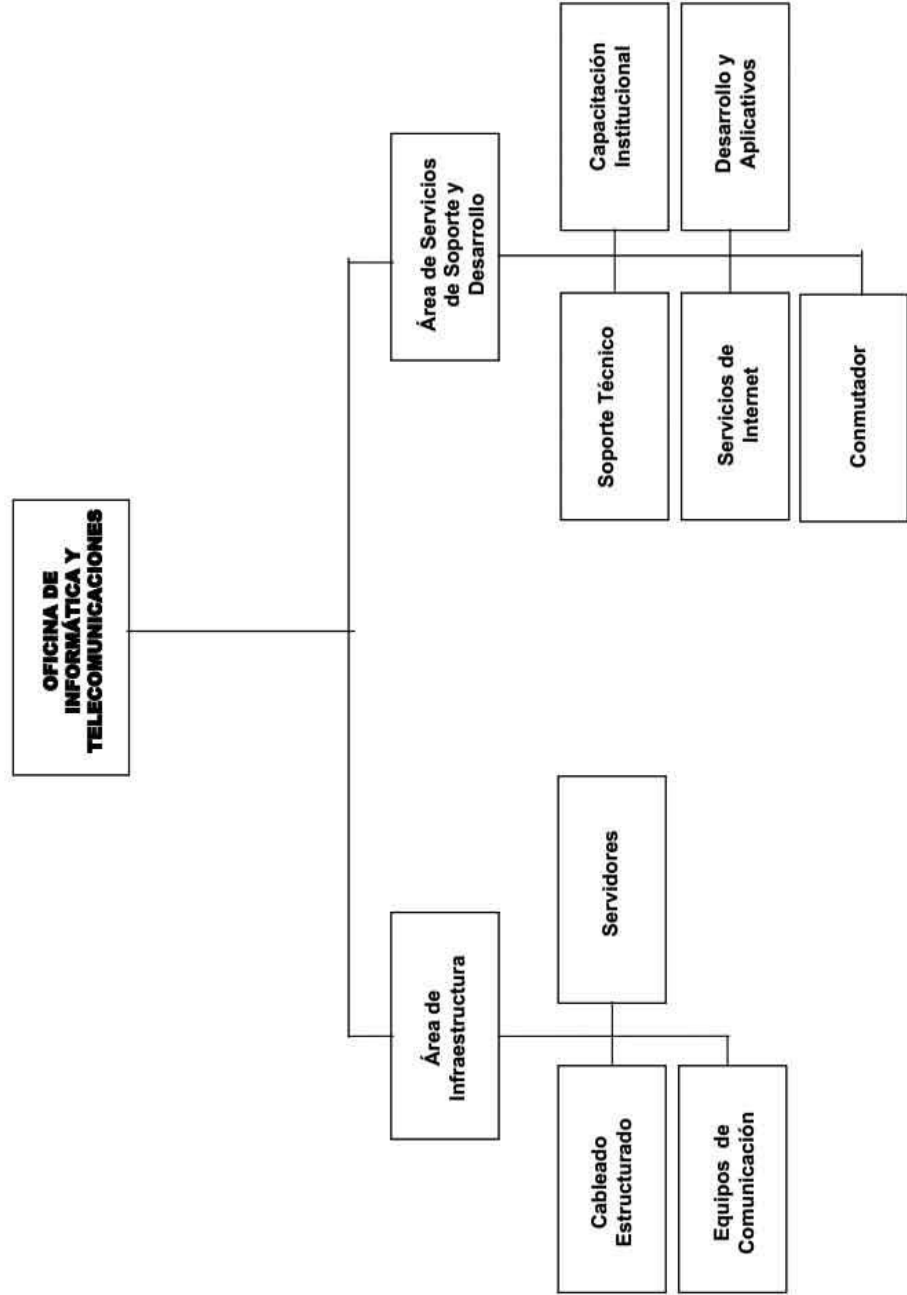 OFICINA DE
INFORMÁTICA Y
TELECOMUNICACIONES
Área de
Infraestructura
Área de Servicios
de Soporte y
Desarrollo
Cableado
Estructurado
Servidores
Equipos de
Comunicación
Soporte Técnico
Capacitación
Institucional
Servicios de
Internet
Desarrollo y
Aplicativos
Conmutador